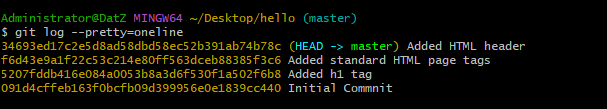 Administrator@DatZ MINGW64 ~/Desktop/hello (master)
$ git log --pretty=oneline
34693ed17c2e5d8ad58dbd58ec52b391ab74b78c (HEAD -> master) Added HTML header
f6d43e9a1f22c53c214e80ff563dceb88385f3c6 Added standard HTML page tags
5207fddb416e084a0053b8a3d6f530f1a502f6b8 Added h1 tag
091d4cffeb163f0bcfb09d399956e0e1839cc440 Initial Commnit